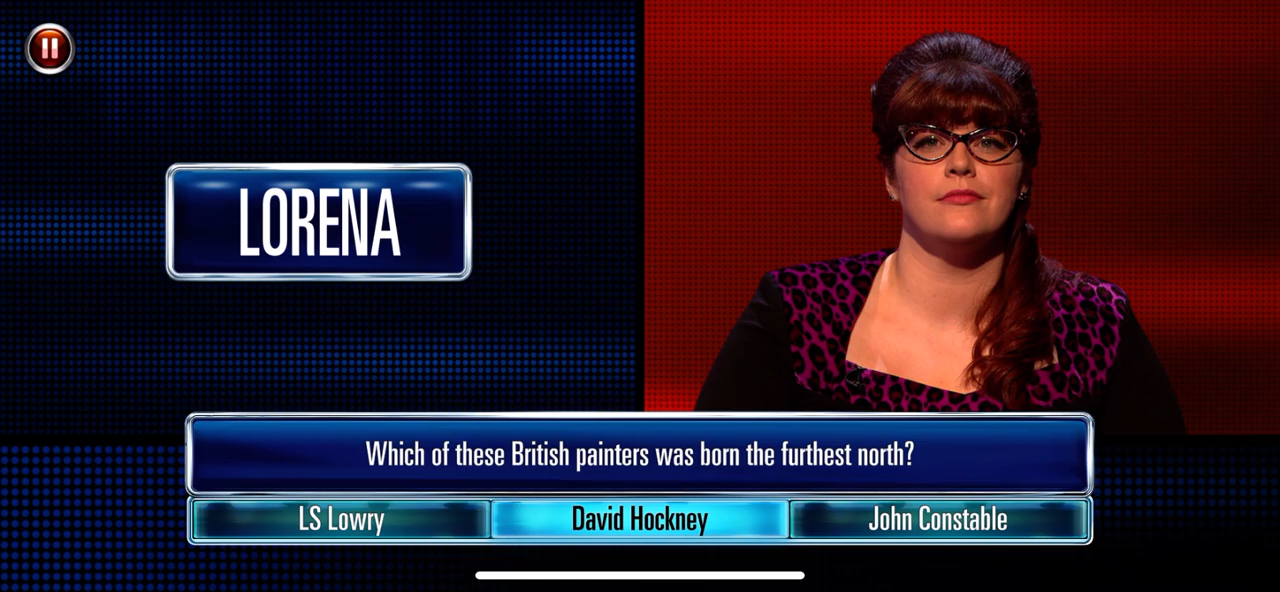 LORENA
Which of these British painters was born the furthest north?
LS Lowry
David Hockney
John Constable